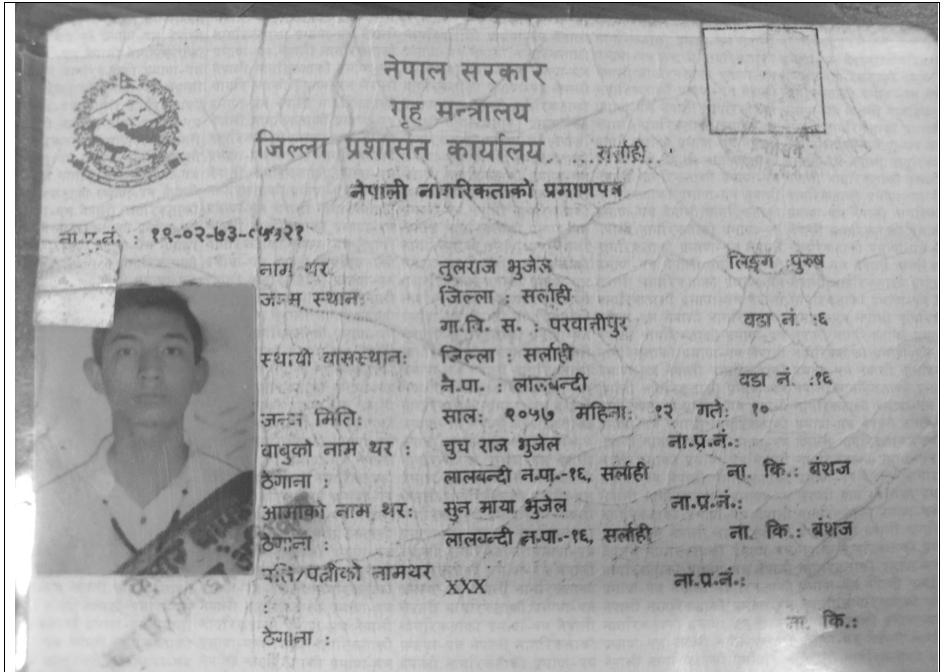 नेपाल सरकार
गृह मन्त्रालय
जिल्ला प्रशासन कार्यालय.....सर्लाही.
नेपाली नागरिकताको प्रमाणपत्र
ना.प्र.नं. : १९-०२-७३-
नाम थर: तुलराज भुजेल लिङ्ग :पुरुष
जन्म स्थान: जिल्ला : सर्लाही
गा.वि. स. : परवानीपुर वडा नं. :६
स्थायी वासस्थान: जिल्ला : सर्लाही
न.पा. : लालबन्दी वडा नं. :१६
जन्म मिति: साल: २०५७ महिना: १२ गते: १०
बाबुको नाम थर : चुच राज भुजेल ना.प्र.नं.:
ठेगाना : लालबन्दी न.पा.-१६, सर्लाही ना. कि.: बंशज
आमाको नाम थर: सुन माया भुजेल ना.प्र.नं.:
ठेगाना : लालबन्दी न.पा.-१६, सर्लाही ना. कि.: बंशज
पति/पत्नीको नामथर XXX ना.प्र.नं.:
:
ना. कि.:
ठेगाना :